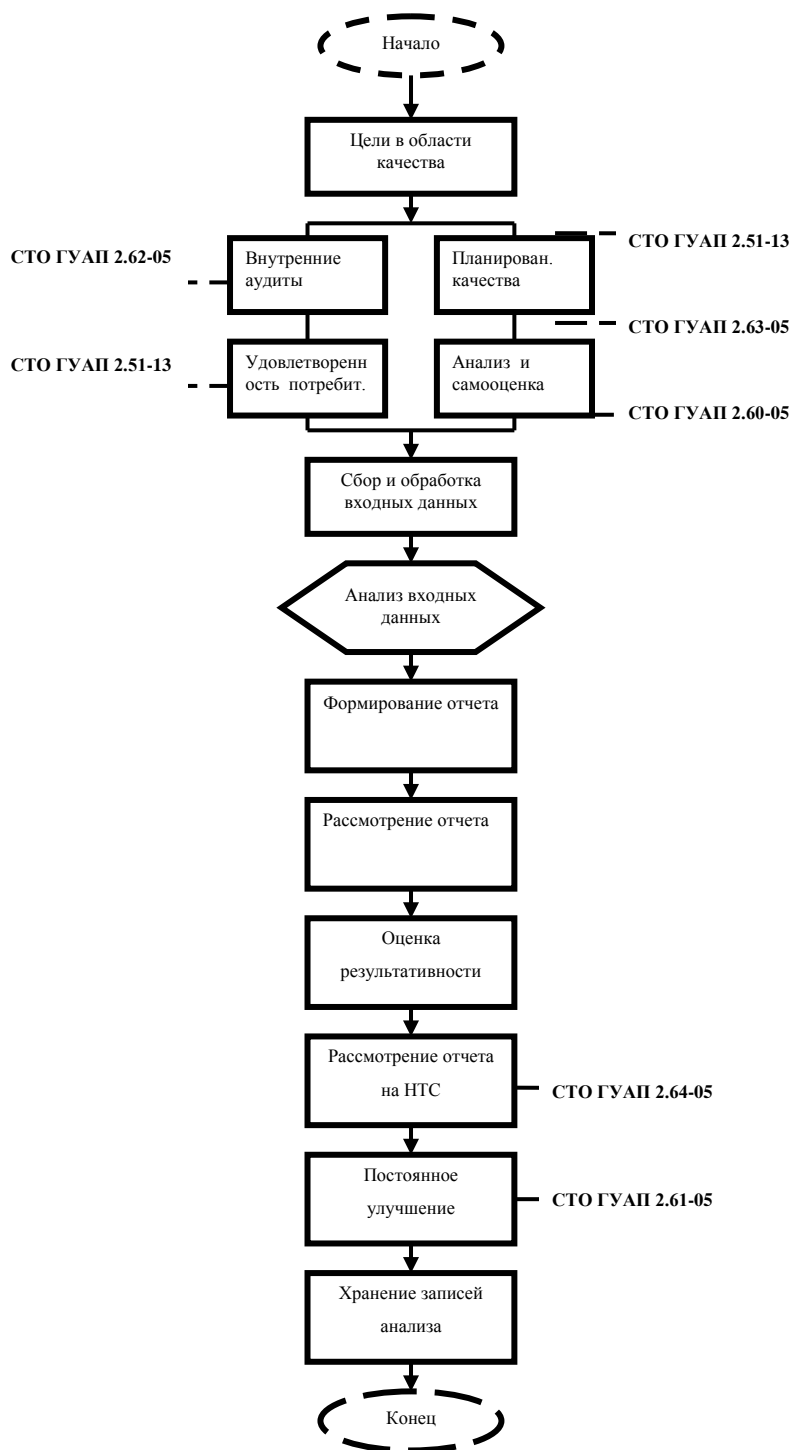 Начало
Цели в области
качества
СТО ГУАП 2.62-05
Внутренние
аудиты
Планирован.
качества
СТО ГУАП 2.51-13
СТО ГУАП 2.63-05
СТО ГУАП 2.51-13
Удовлетворенн
ость потребит.
Анализ и
самооценка
СТО ГУАП 2.60-05
Сбор и обработка
входных данных
Анализ входных
данных
Формирование отчета
Рассмотрение отчета
Оценка
результативности
Рассмотрение отчета
на НТС
СТО ГУАП 2.64-05
Постоянное
улучшение
СТО ГУАП 2.61-05
Хранение записей
анализа
Конец